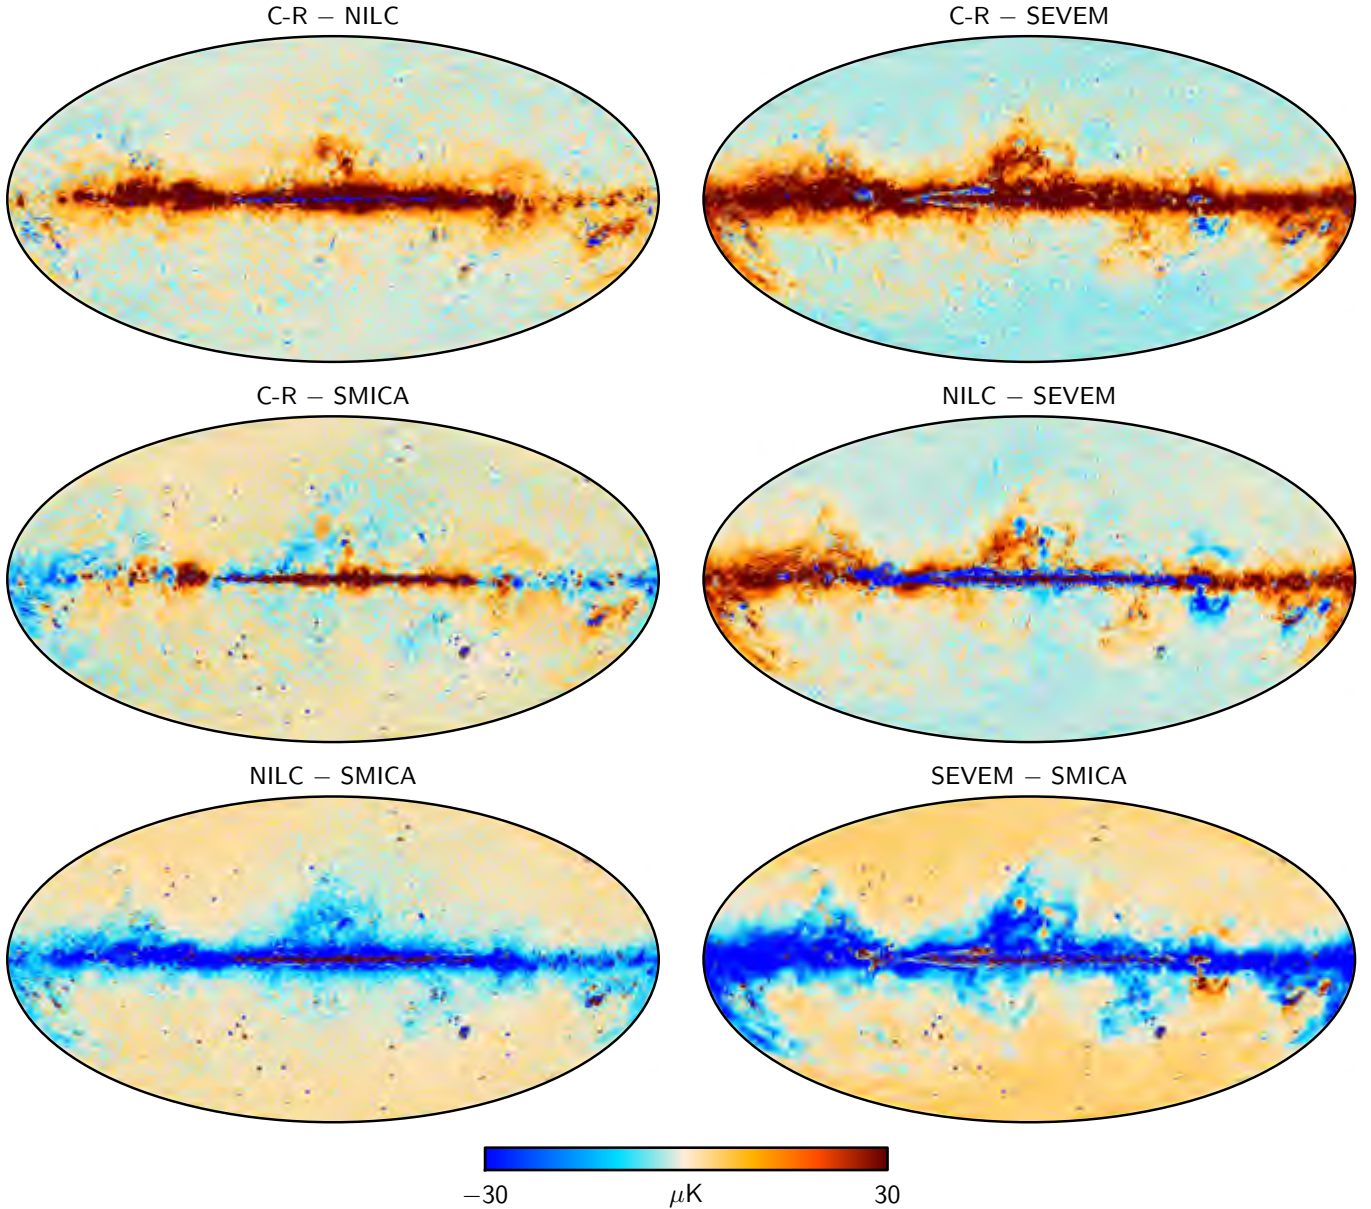 C-R − NILC
C-R − SEVEM
C-R − SMICA
NILC − SEVEM
NILC − SMICA
SEVEM − SMICA
−30 μK 30